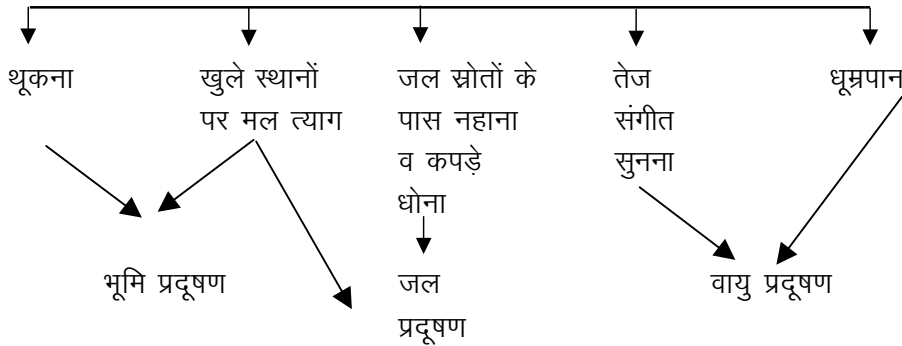 थूकना
खुले स्थानों
पर मल त्याग
जल स्रोतों के
पास नहाना
व कपड़े
धोना
तेज
संगीत
सुनना
धूम्रपान
भूमि प्रदूषण
जल
प्रदूषण
वायु प्रदूषण